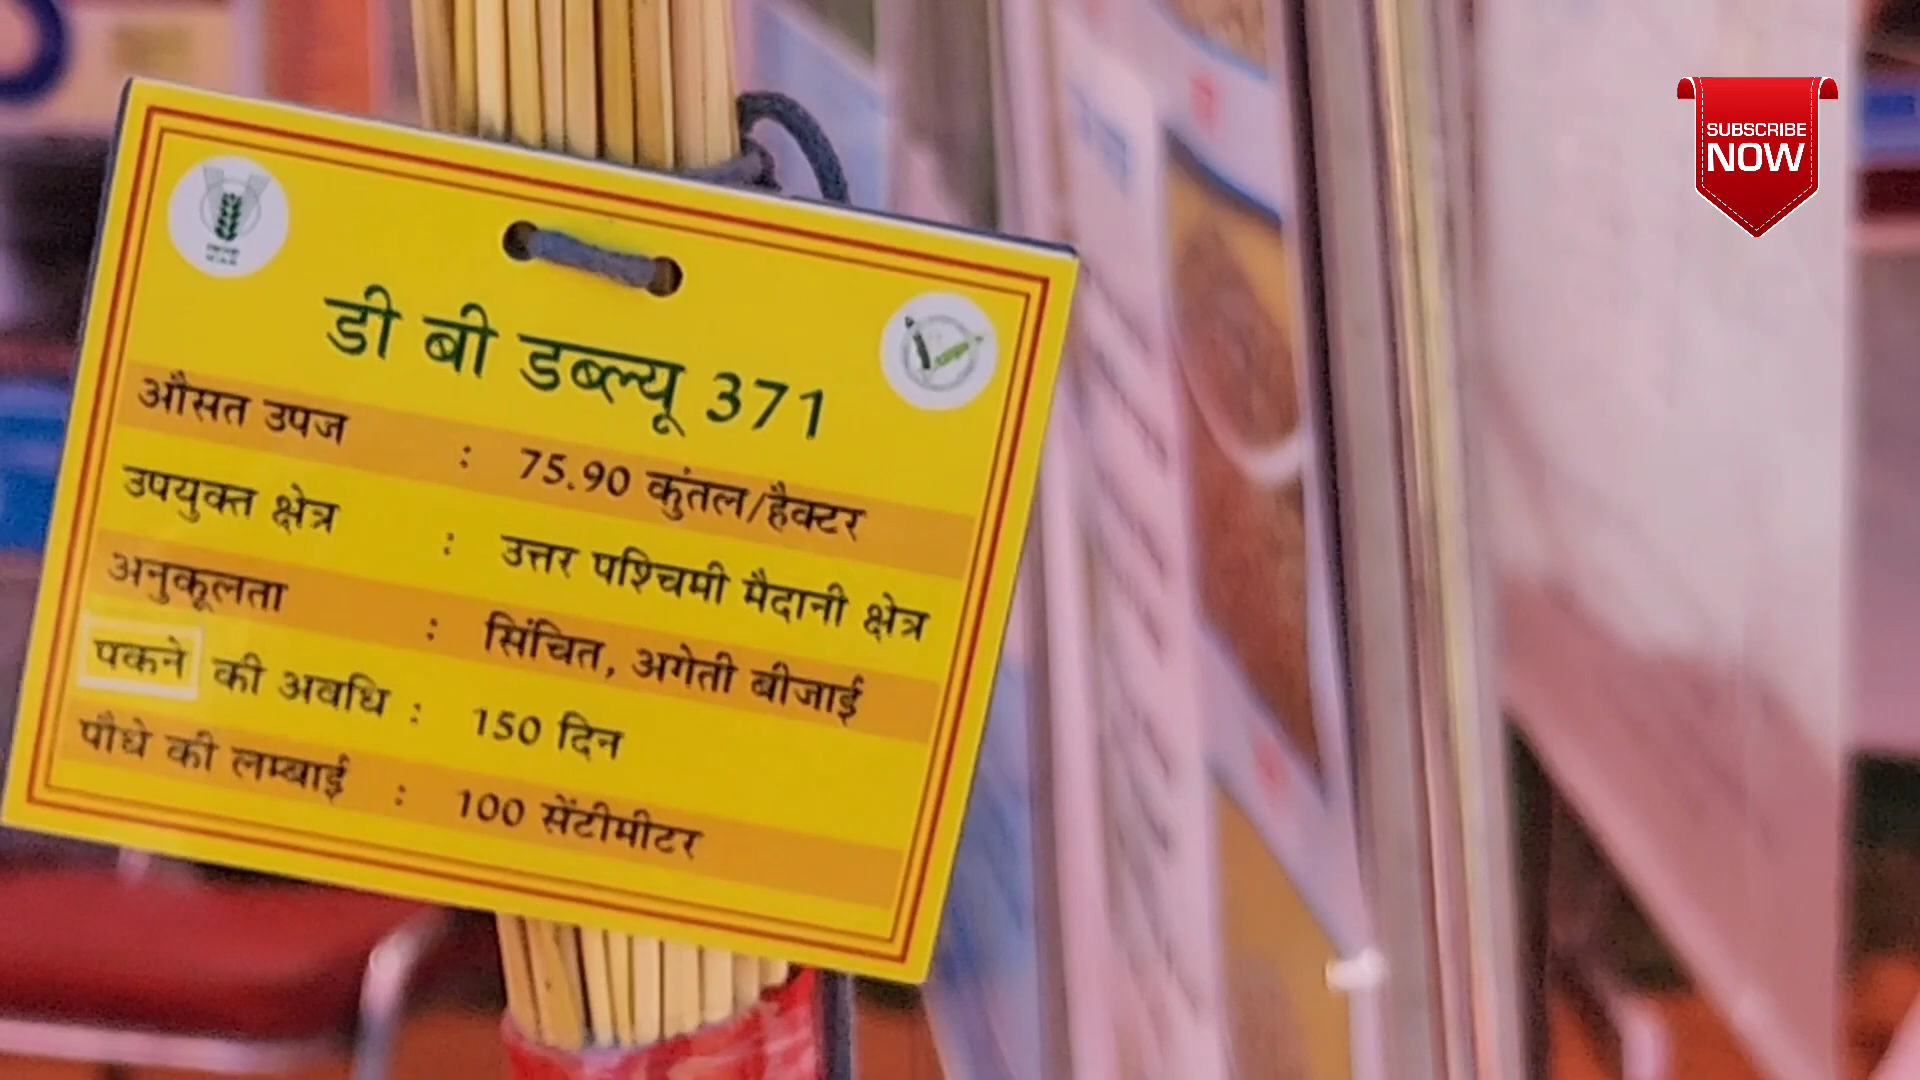 डी बी डब्ल्यू 371
औसत उपज : 75.90 कुंतल/हैक्टर
उपयुक्त क्षेत्र : उत्तर पश्चिमी मैदानी क्षेत्र
अनुकूलता : सिंचित, अगेती बीजाई
पकने की अवधि : 150 दिन
पौधे की लम्बाई : 100 सेंटीमीटर
SUBSCRIBE
NOW